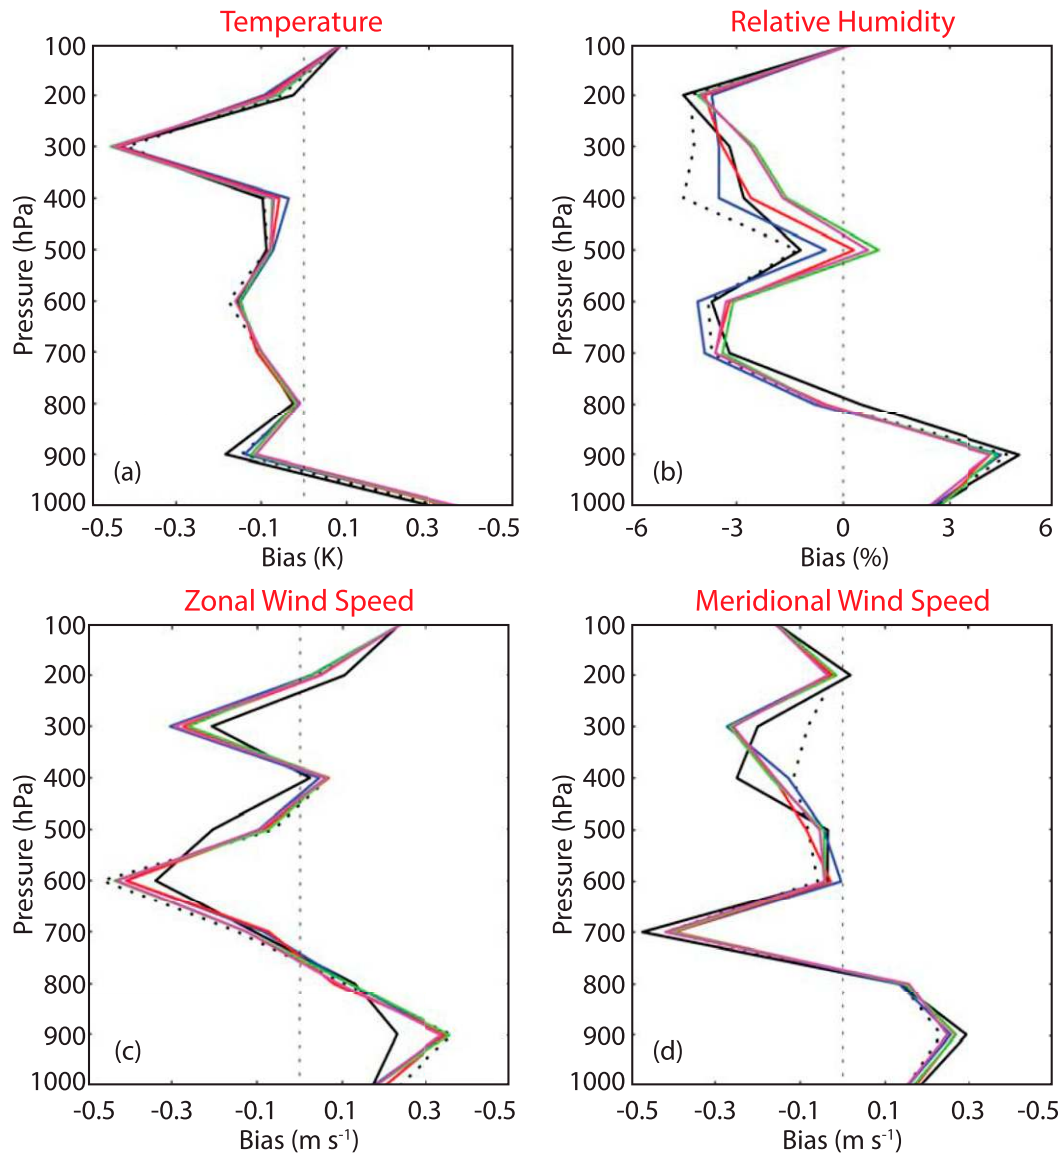 Temperature
100
200
300
400
500
600
700
800
900
1000
Pressure (hPa)
(a)
-0.5 -0.3 -0.1 0.1 0.3 -0.5
Bias (K)
Relative Humidity
100
200
300
400
500
600
700
800
900
1000
Pressure (hPa)
(b)
-6 -3 0 3 6
Bias (%)
Zonal Wind Speed
100
200
300
400
500
600
700
800
900
1000
Pressure (hPa)
(c)
-0.5 -0.3 -0.1 0.1 0.3 -0.5
Bias (m s⁻¹)
Meridional Wind Speed
100
200
300
400
500
600
700
800
900
1000
Pressure (hPa)
(d)
-0.5 -0.3 -0.1 0.1 0.3 -0.5
Bias (m s⁻¹)